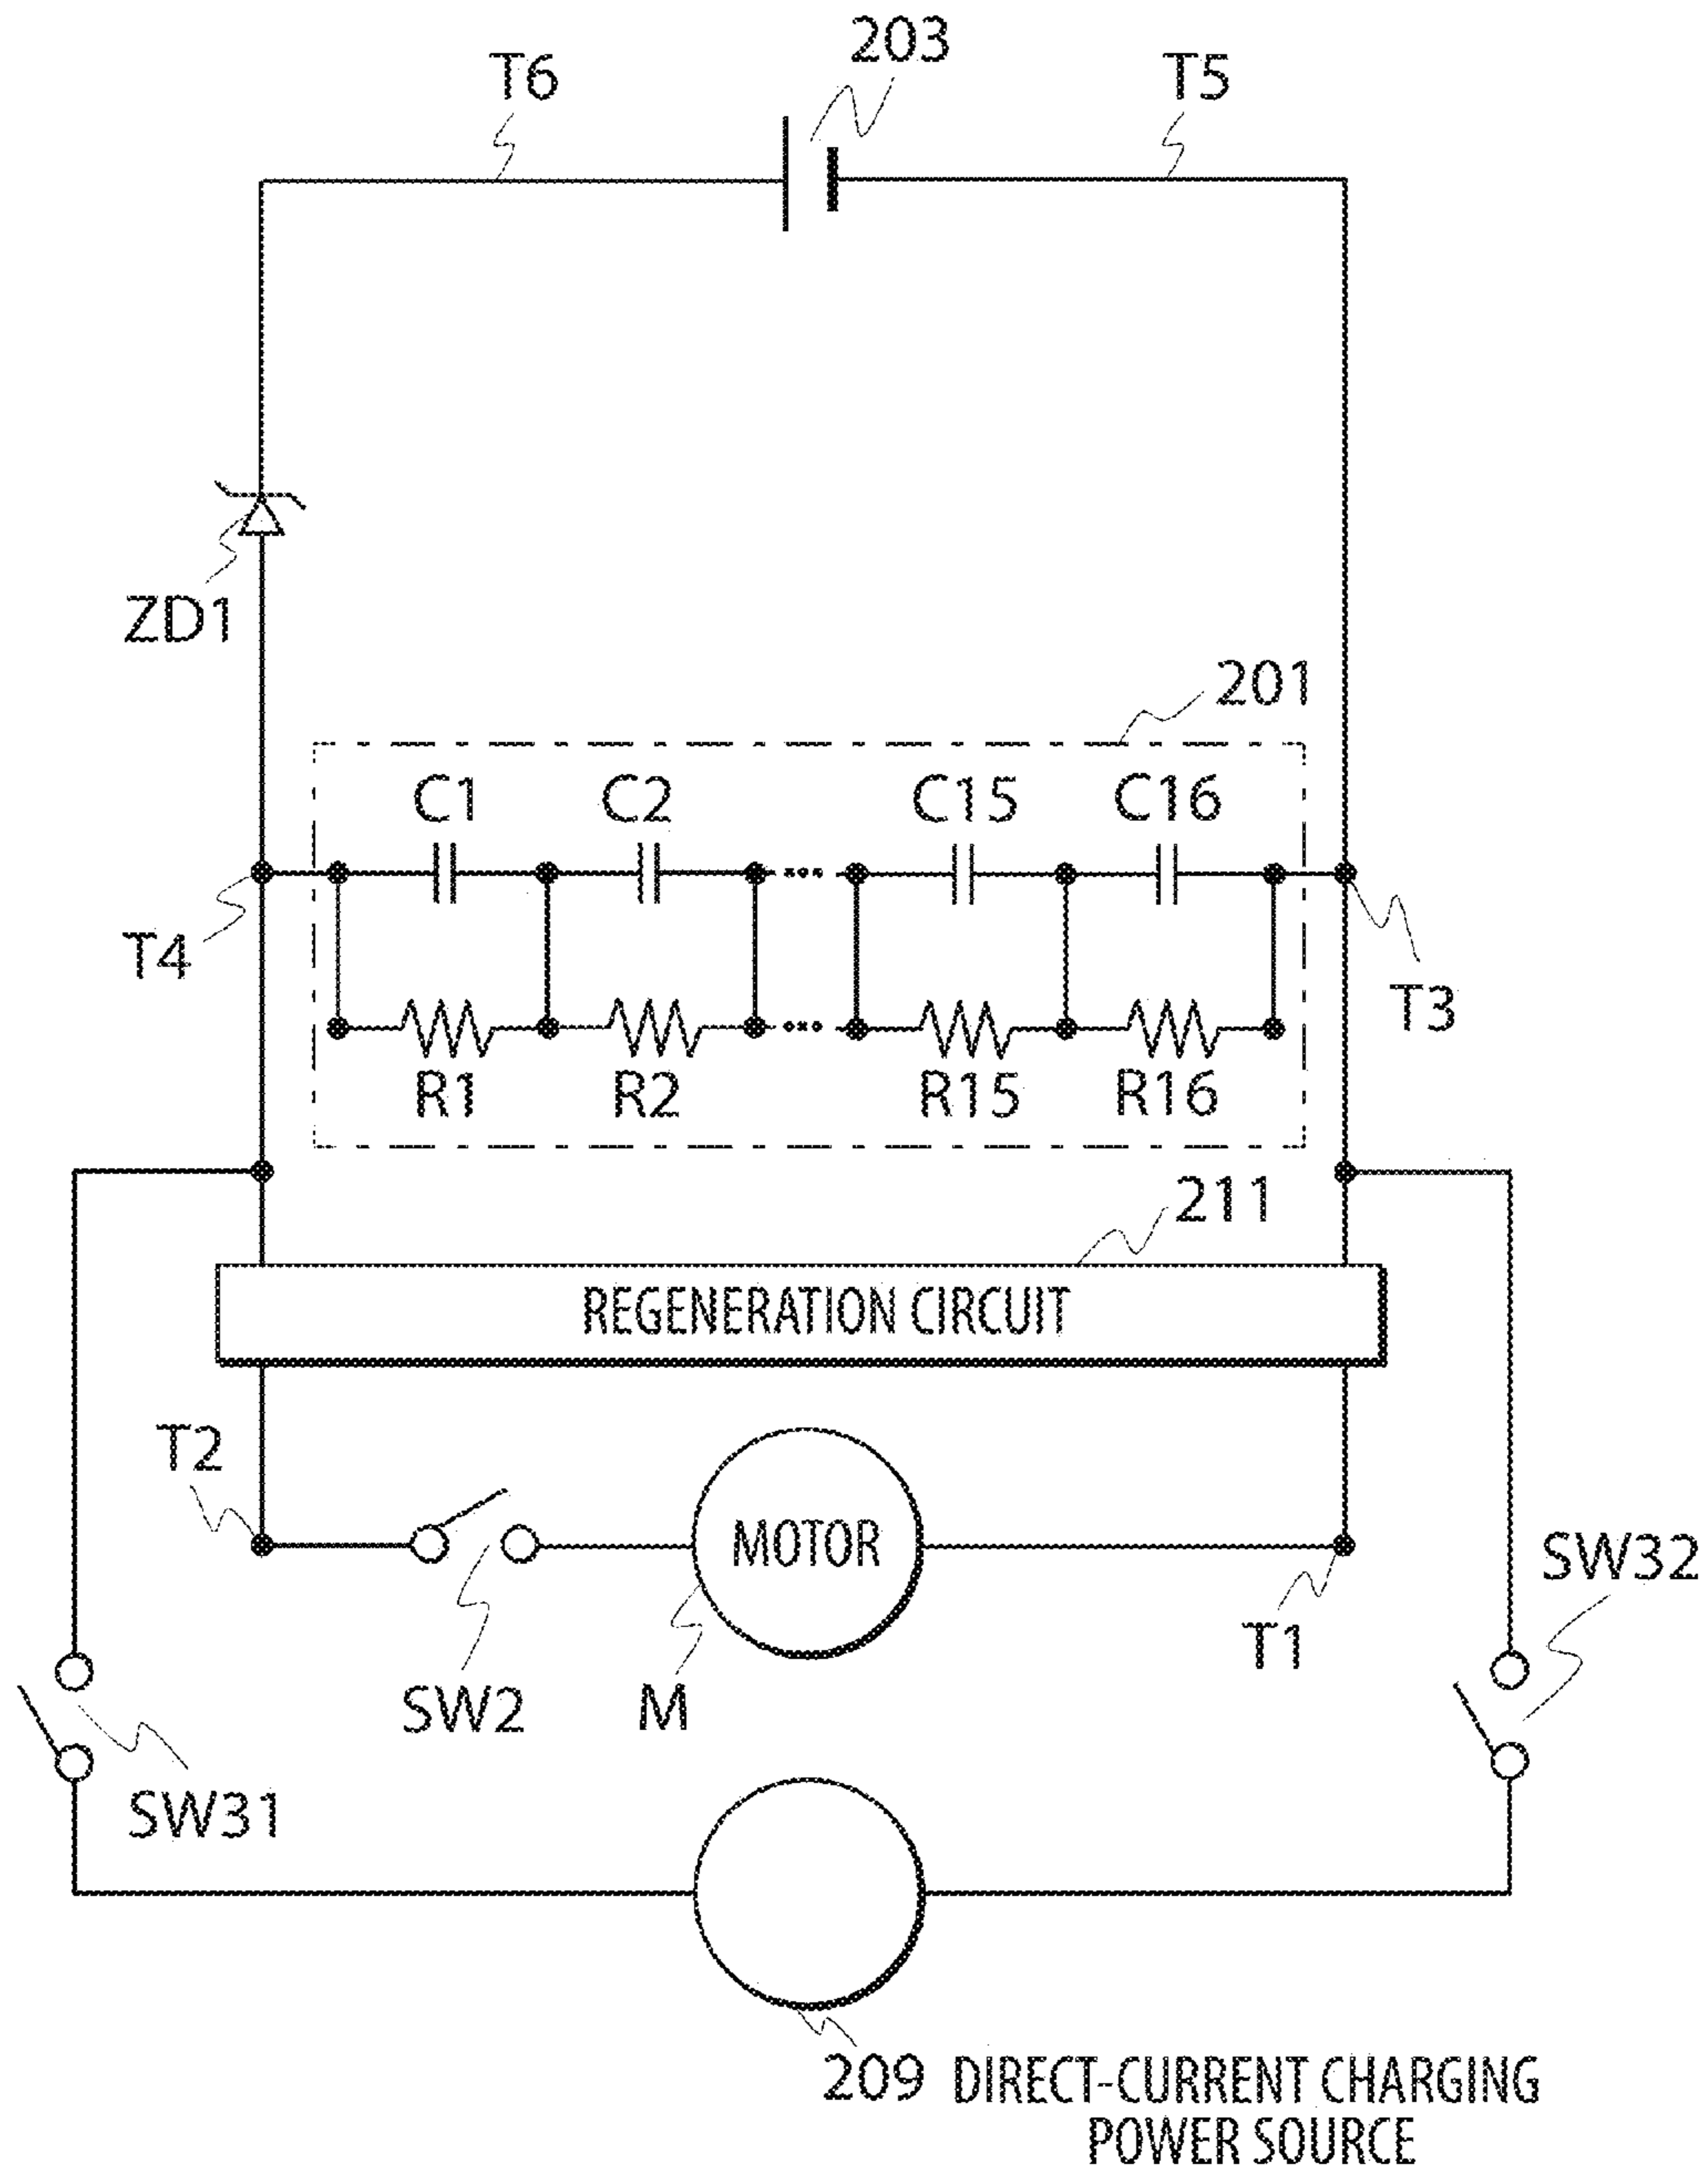 203
T6
T5
ZD1
201
C1 C2 C15 C16
T4
T3
R1 R2 R15 R16
211
REGENERATION CIRCUIT
T2
MOTOR
SW32
T1
SW2 M
SW31
209 DIRECT-CURRENT CHARGING
POWER SOURCE